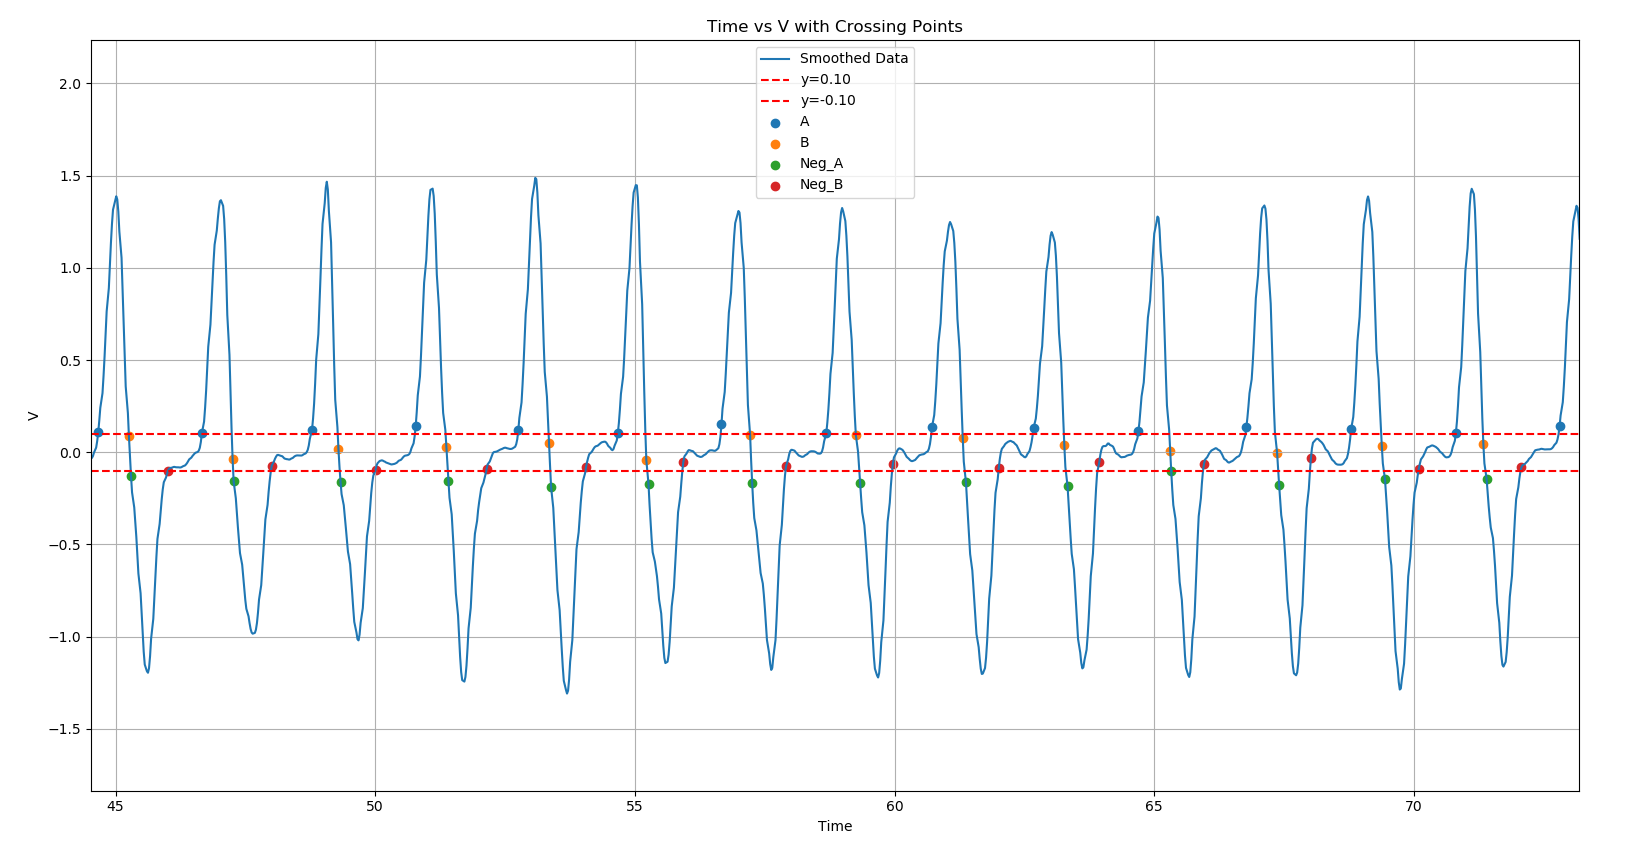 Time vs V with Crossing Points
Smoothed Data
y=0.10
y=-0.10
A
B
Neg_A
Neg_B
2.0
1.5
1.0
0.5
0.0
−0.5
−1.0
−1.5
V
45 50 55 60 65 70
Time